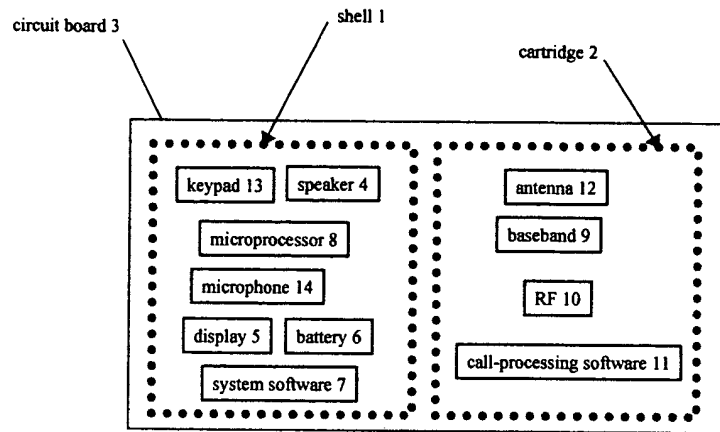 shell 1
circuit board 3
cartridge 2
keypad 13
speaker 4
microprocessor 8
microphone 14
display 5
battery 6
system software 7
antenna 12
baseband 9
RF 10
call-processing software 11